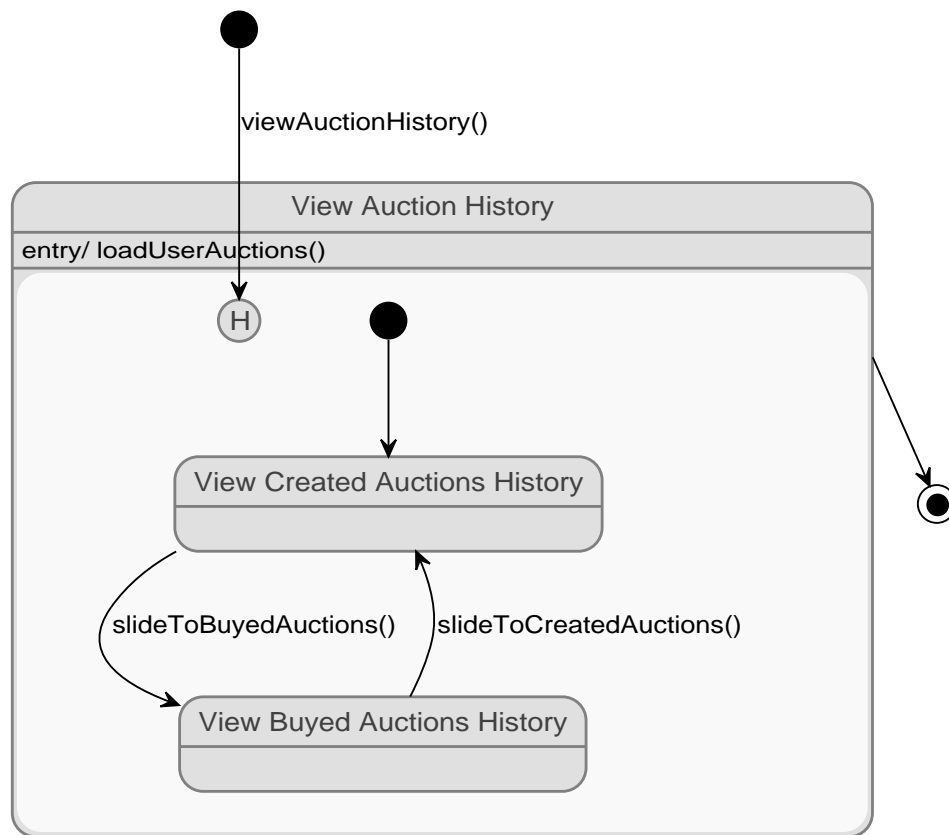 viewAuctionHistory()
View Auction History
entry/ loadUserAuctions()
H
View Created Auctions History
slideToBuyedAuctions()
slideToCreatedAuctions()
View Buyed Auctions History